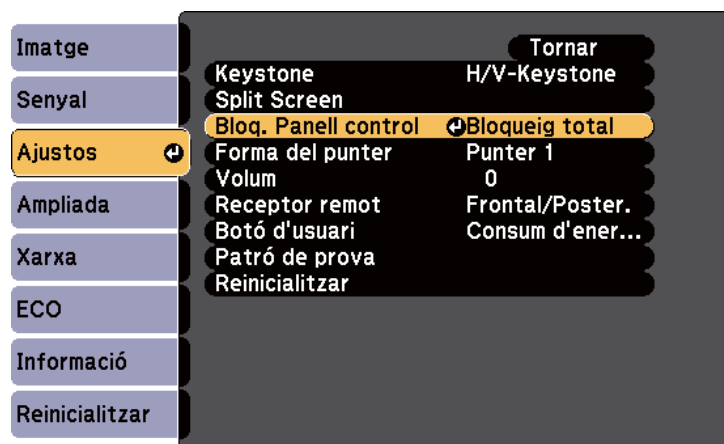 Imatge
Senyal
Ajustos
Ampliada
Xarxa
ECO
Informació
Reinicialitzar
Tornar
Keystone H/V-Keystone
Split Screen
Bloq. Panell control Bloqueig total
Forma del punter Punter 1
Volum 0
Receptor remot Frontal/Poster.
Botó d'usuari Consum d'ener...
Patró de prova
Reinicialitzar